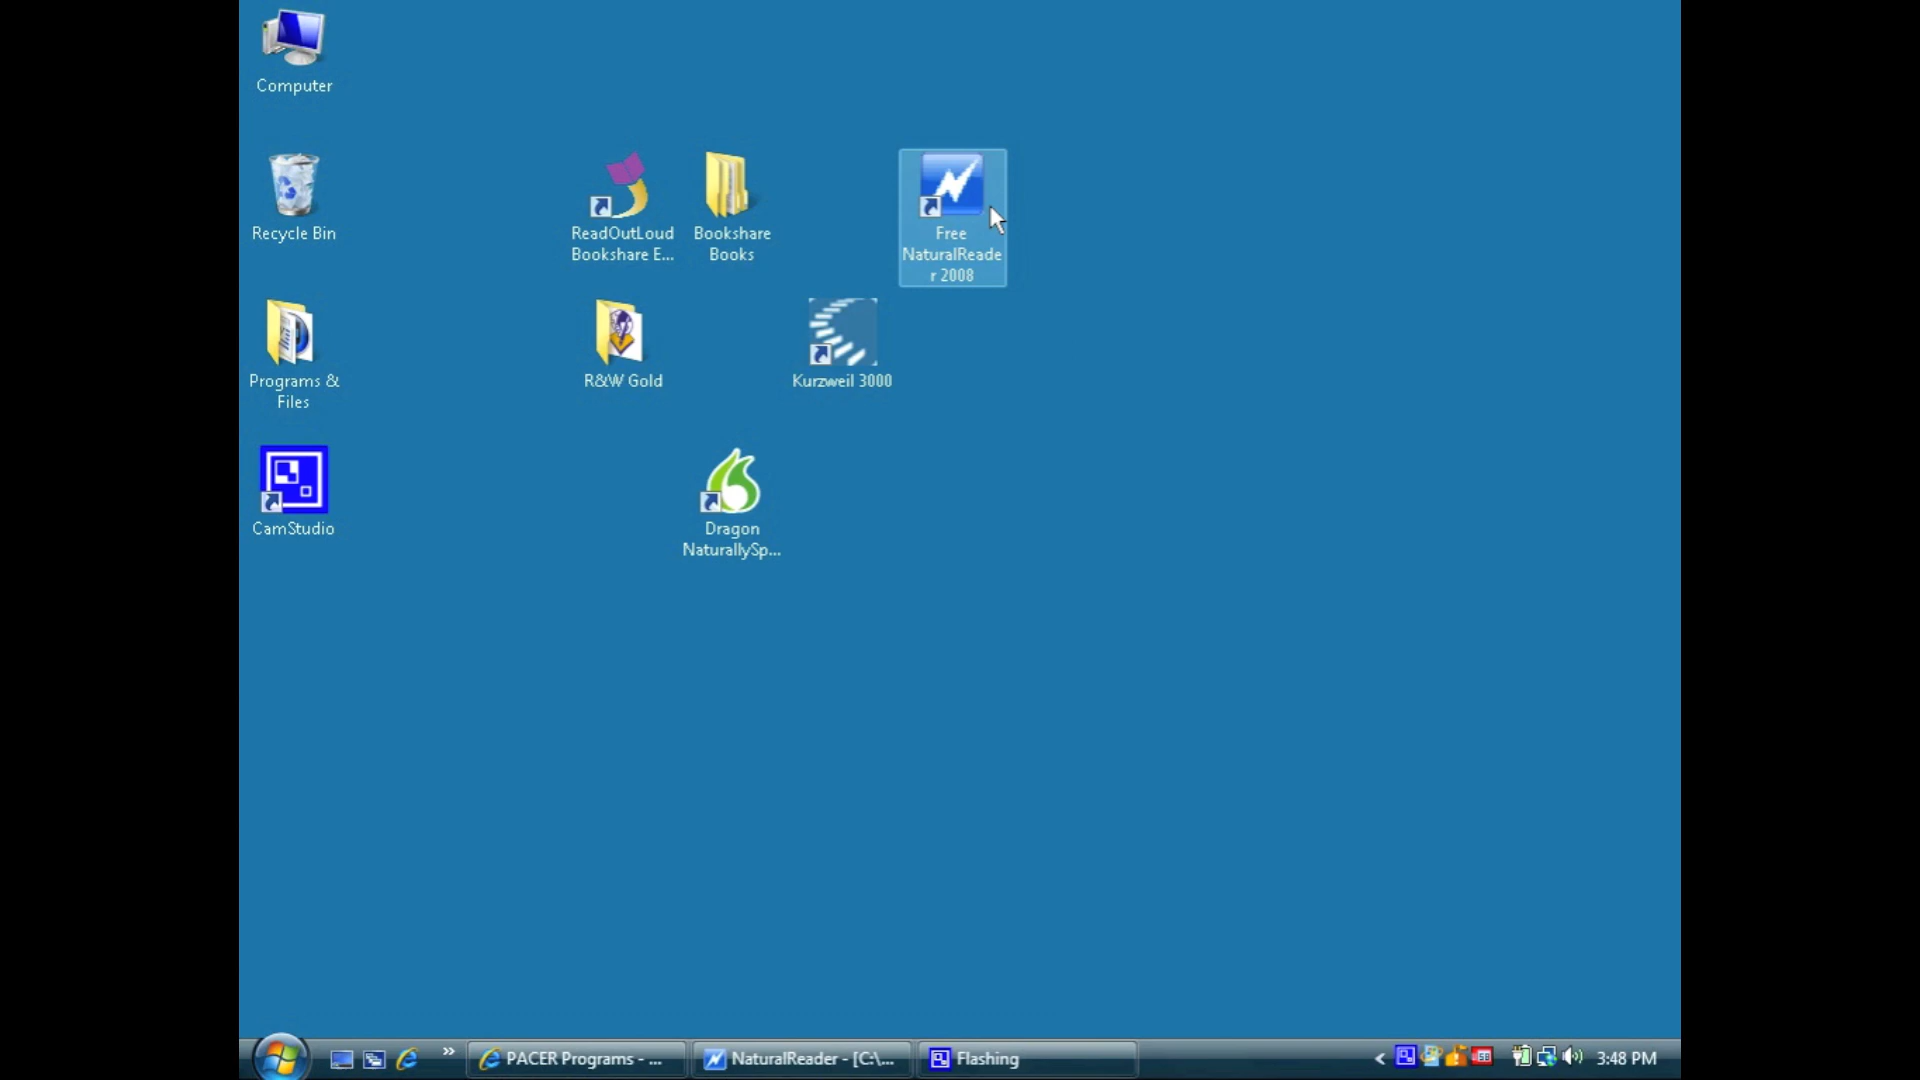 Computer
Recycle Bin
ReadOutLoud
Bookshare E...
Bookshare
Books
Free
NaturalReade
r 2008
Programs &
Files
R&W Gold
Kurzweil 3000
CamStudio
Dragon
NaturallySp...
PACER Programs - ...
NaturalReader - [C:\...
Flashing
3:48 PM